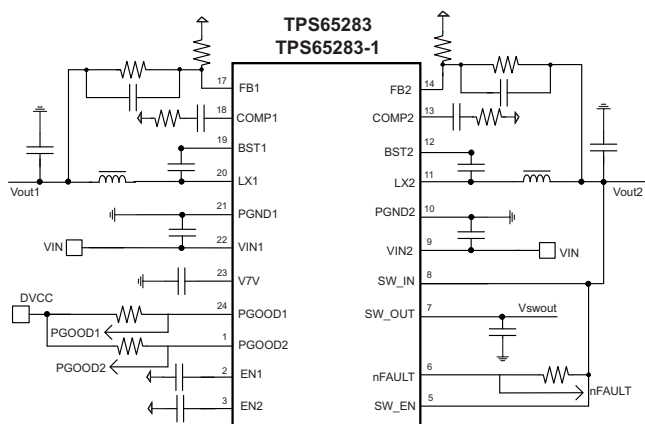 TPS65283
TPS65283-1
17
FB1
18
COMP1
19
BST1
20
LX1
Vout1
21
PGND1
22
VIN1
VIN
23
V7V
DVCC
24
PGOOD1
PGOOD1
1
PGOOD2
PGOOD2
2
EN1
3
EN2
14
FB2
13
COMP2
12
BST2
11
LX2
Vout2
10
PGND2
9
VIN2
VIN
8
SW_IN
7
SW_OUT
Vswout
6
nFAULT
nFAULT
5
SW_EN